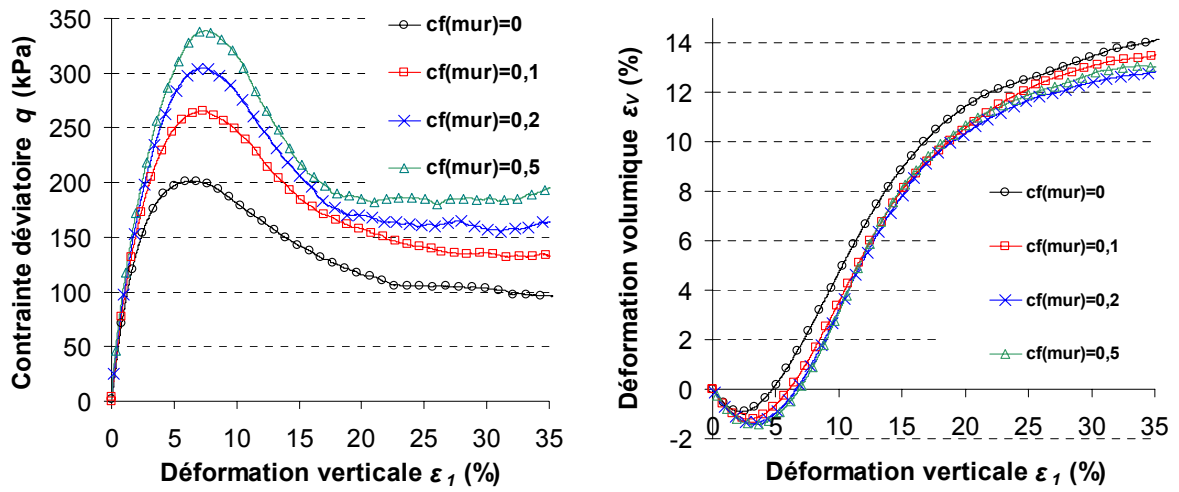 Contrainte déviatoire q (kPa)
350
300
250
200
150
100
50
0
0 5 10 15 20 25 30 35
Déformation verticale ε1 (%)
cf(mur)=0
cf(mur)=0,1
cf(mur)=0,2
cf(mur)=0,5
Déformation volumique εv (%)
14
12
10
8
6
4
2
0
-2
0 5 10 15 20 25 30 35
Déformation verticale ε1 (%)
cf(mur)=0
cf(mur)=0,1
cf(mur)=0,2
cf(mur)=0,5